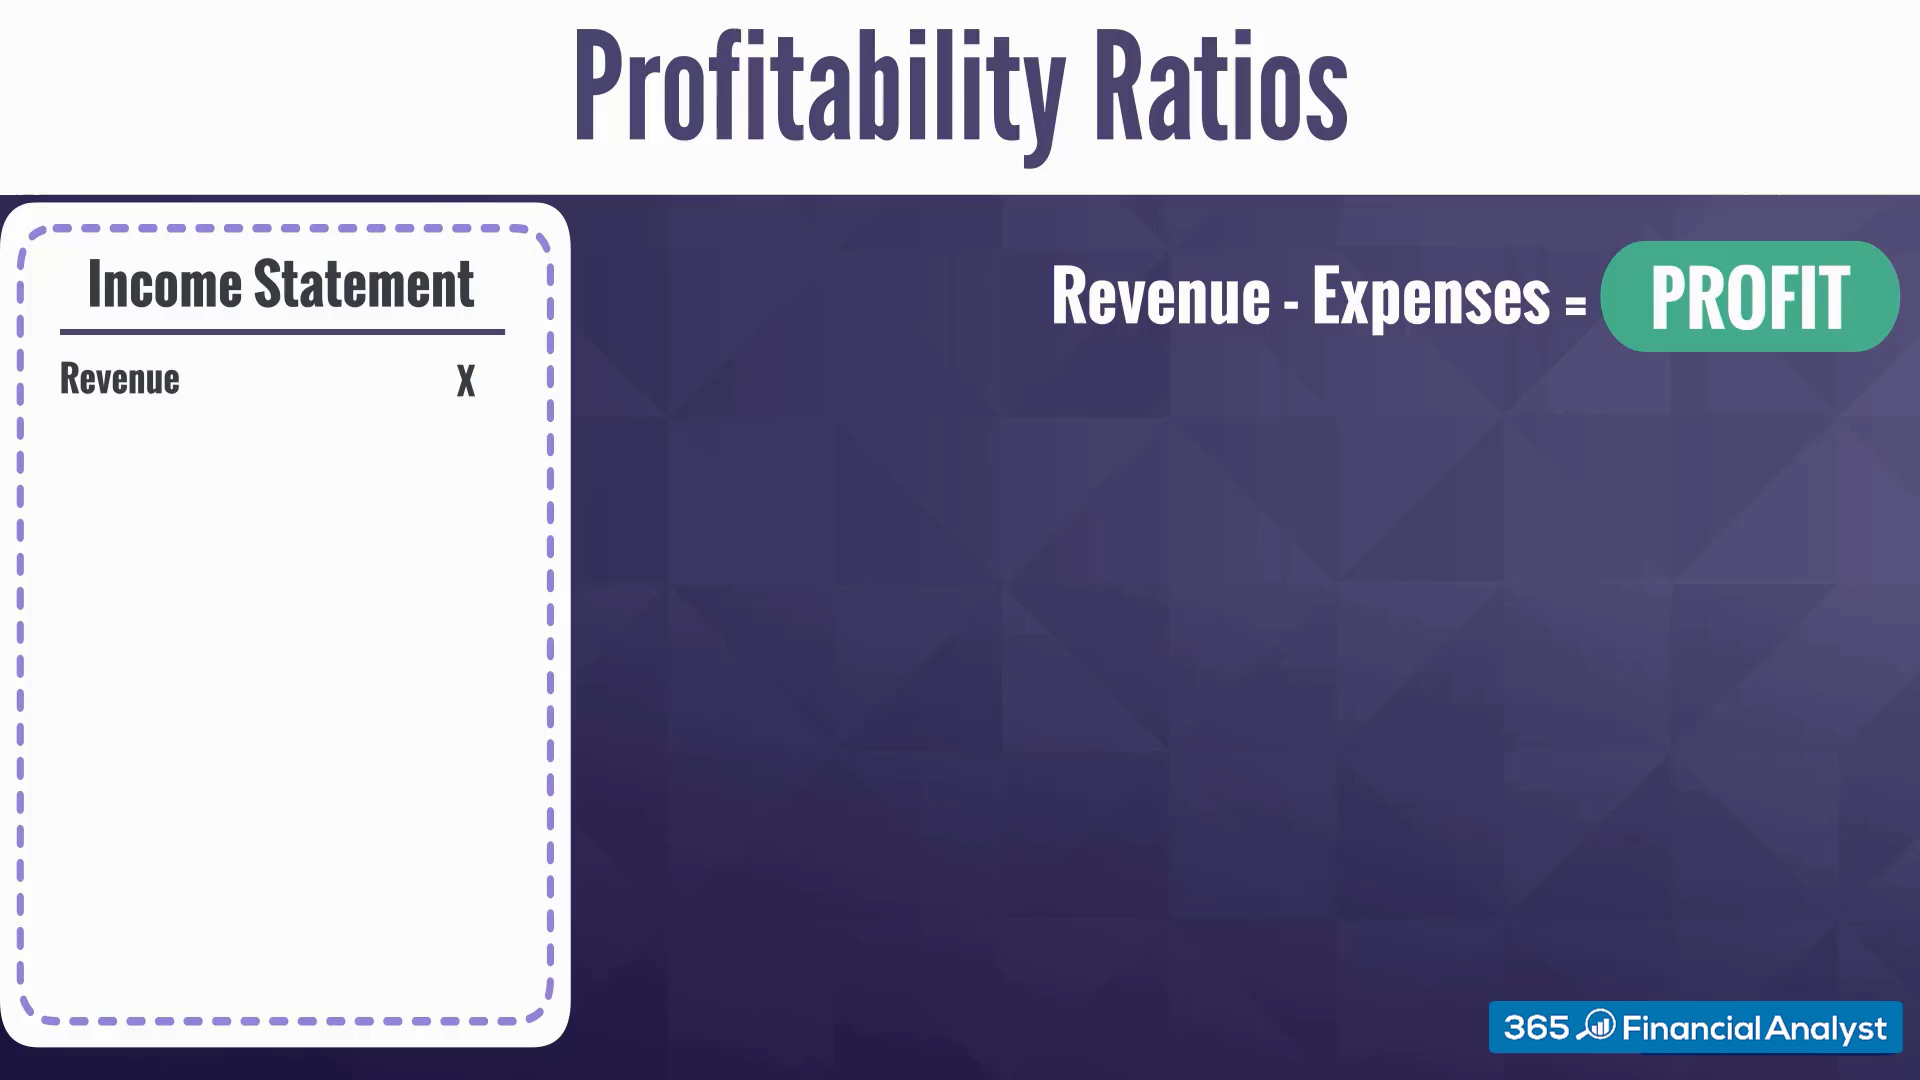 Profitability Ratios
Income Statement
Revenue X
Revenue - Expenses = PROFIT
365 Financial Analyst